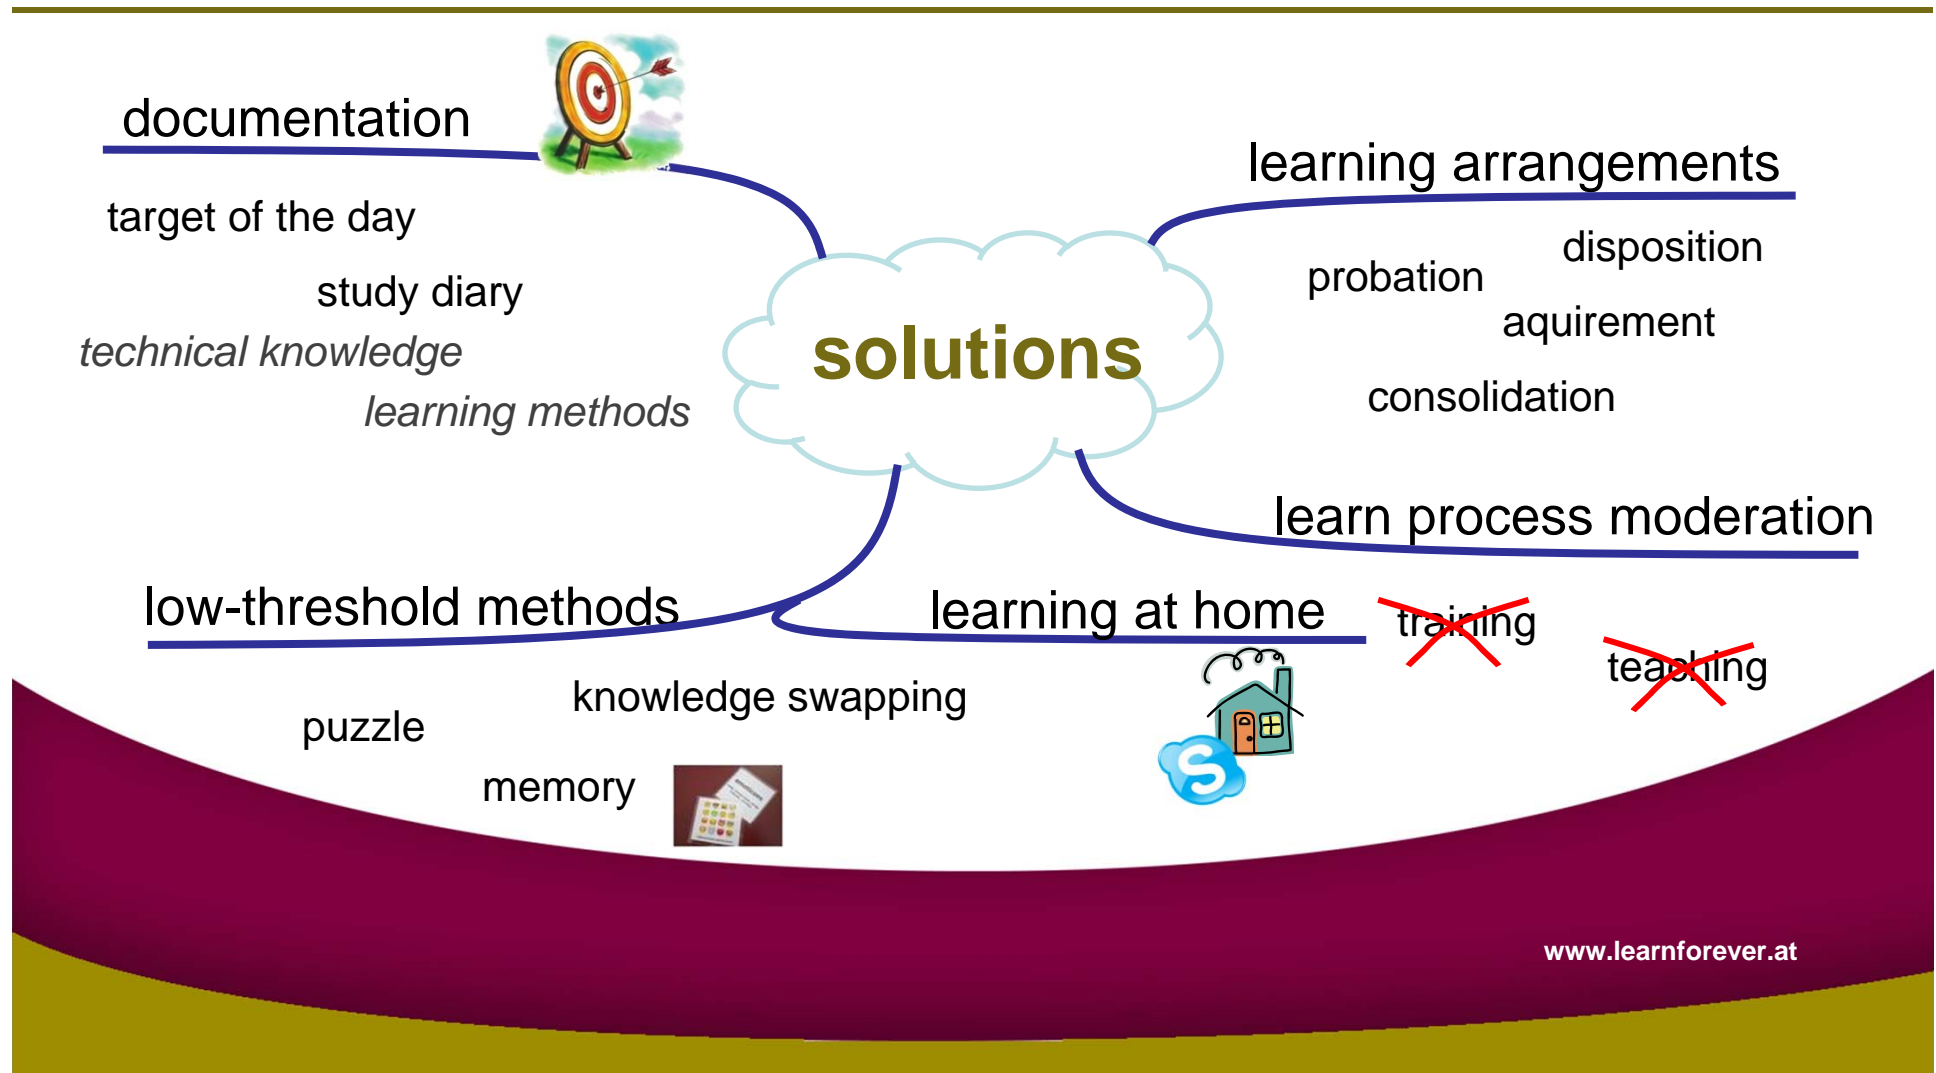 documentation
target of the day
study diary
technical knowledge
learning methods
solutions
learning arrangements
disposition
probation
aquirement
consolidation
learn process moderation
training
teaching
low-threshold methods
knowledge swapping
puzzle
memory
learning at home
S
www.learnforever.at